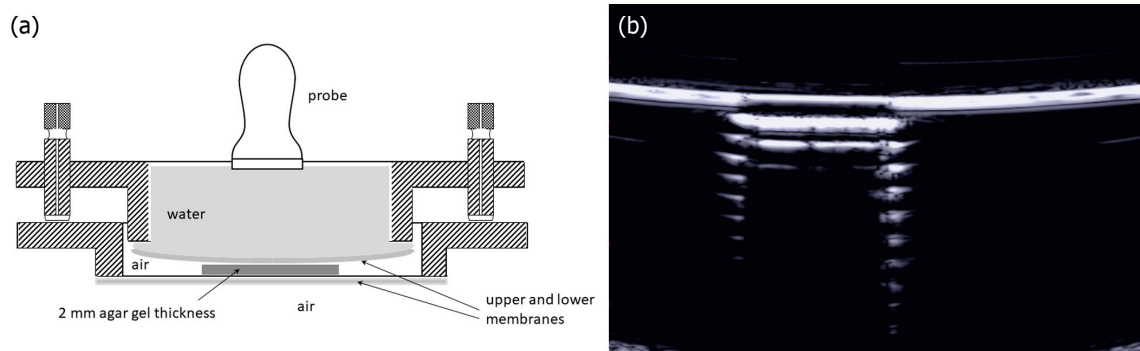 (a)
probe
water
air
2 mm agar gel thickness
air
upper and lower
membranes
(b)